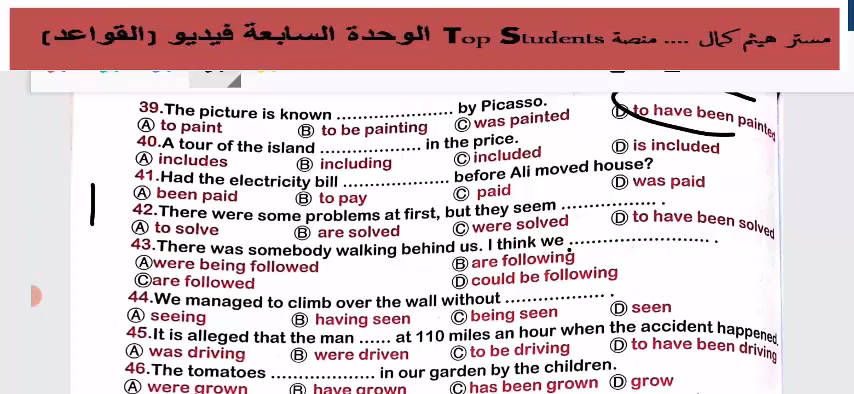 مستر هيثم كمال .... منصة Top Students الوحدة السابعة فيديو (القواعد)
39.The picture is known ........................ by Picasso.
Ⓐ to paint Ⓑ to be painting Ⓒ was painted Ⓓ to have been painted
40.A tour of the island ..................... in the price.
Ⓐ includes Ⓑ including Ⓒ included Ⓓ is included
41.Had the electricity bill ...................... before Ali moved house?
Ⓐ been paid Ⓑ to pay Ⓒ paid Ⓓ was paid
42.There were some problems at first, but they seem ..................... .
Ⓐ to solve Ⓑ are solved Ⓒ were solved Ⓓ to have been solved
43.There was somebody walking behind us. I think we .............................. .
Ⓐwere being followed Ⓑ are following
Ⓒare followed Ⓓ could be following
44.We managed to climb over the wall without ..................... .
Ⓐ seeing Ⓑ having seen Ⓒ being seen Ⓓ seen
45.It is alleged that the man ...... at 110 miles an hour when the accident happened.
Ⓐ was driving Ⓑ were driven Ⓒ to be driving Ⓓ to have been driving
46.The tomatoes ..................... in our garden by the children.
Ⓐ were grown Ⓑ have grown Ⓒ has been grown Ⓓ grow